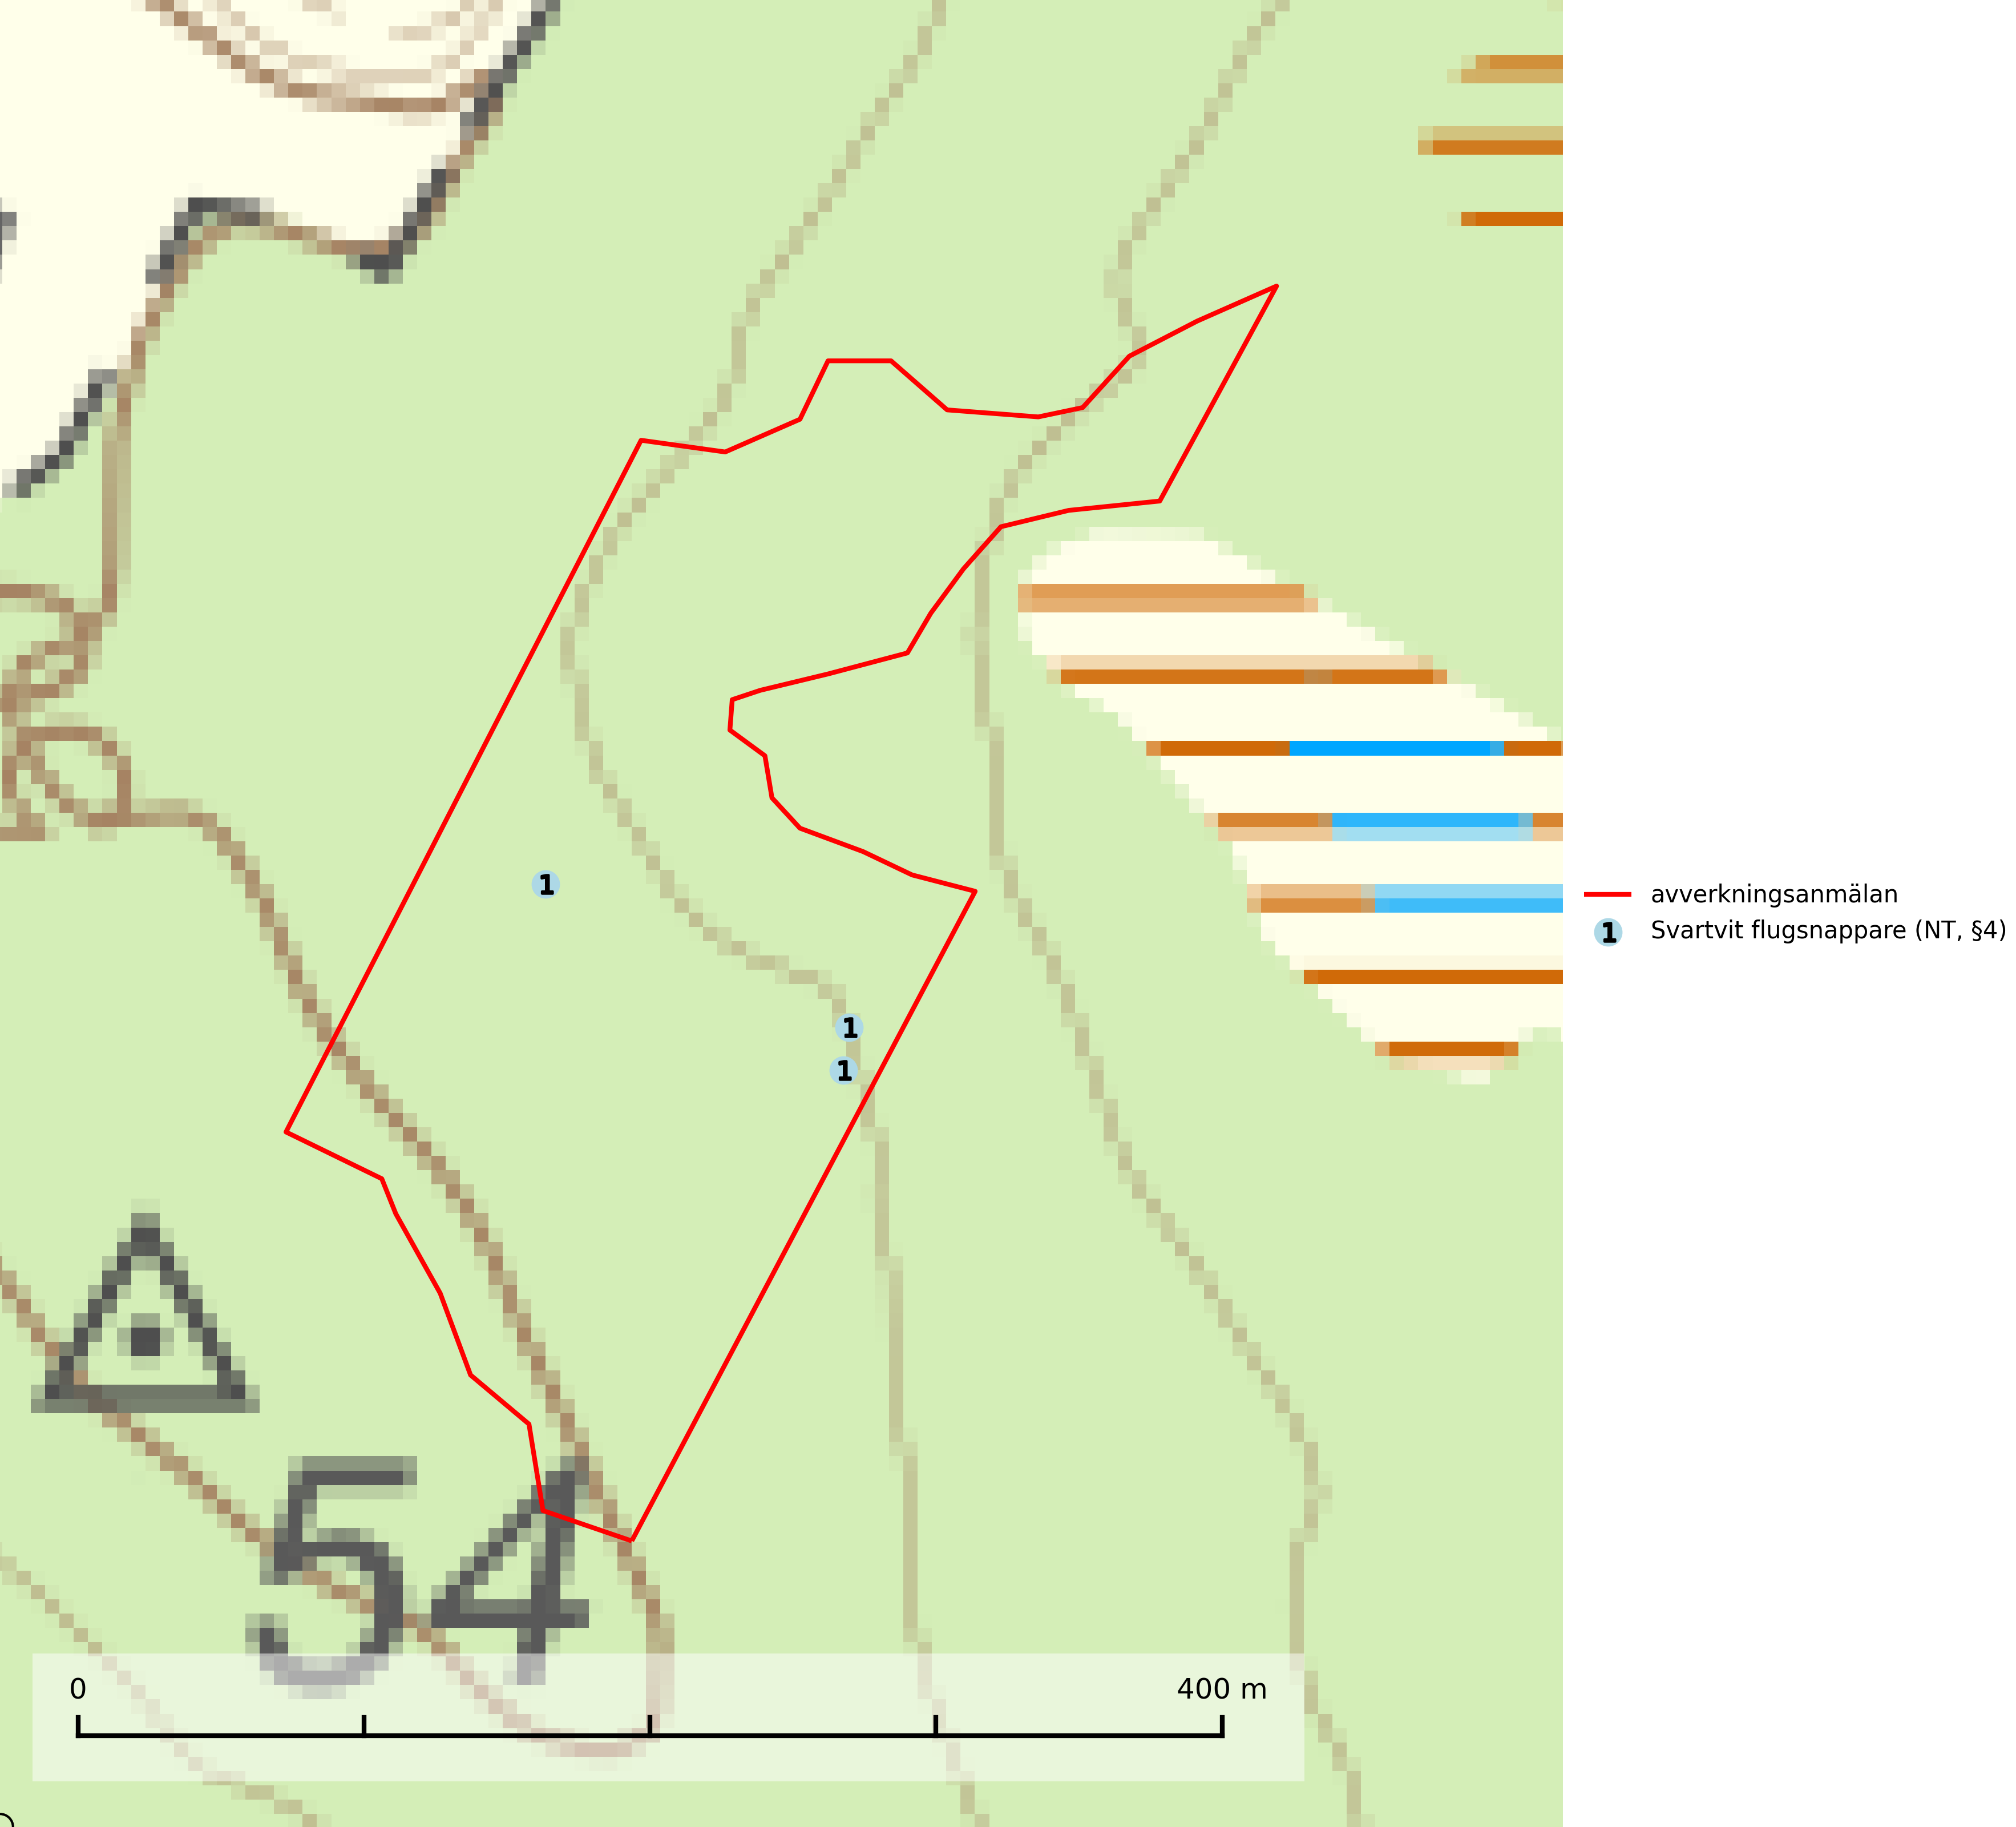 1
1
1
54
0 400 m
avverkningsanmälan
1 Svartvit flugsnappare (NT, §4)